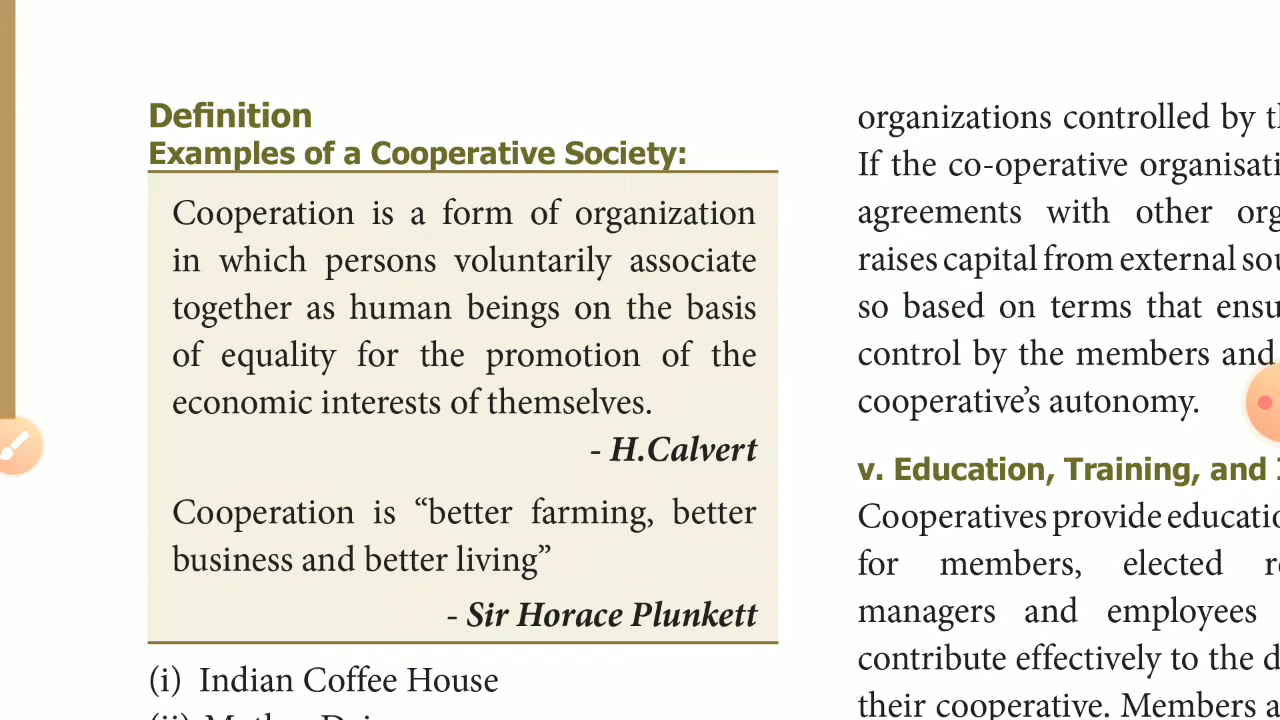 Definition
Examples of a Cooperative Society:
Cooperation is a form of organization
in which persons voluntarily associate
together as human beings on the basis
of equality for the promotion of the
economic interests of themselves.
- H.Calvert
Cooperation is “better farming, better
business and better living”
- Sir Horace Plunkett
(i) Indian Coffee House
(ii)
organizations controlled by
If the co-operative
agreements with other
raises capital from external
so based on terms that
control by the members and
cooperative’s autonomy.
v. Education, Training, and
Cooperatives provide
for members, elected
managers and employees
contribute effectively to the
their cooperative. Members